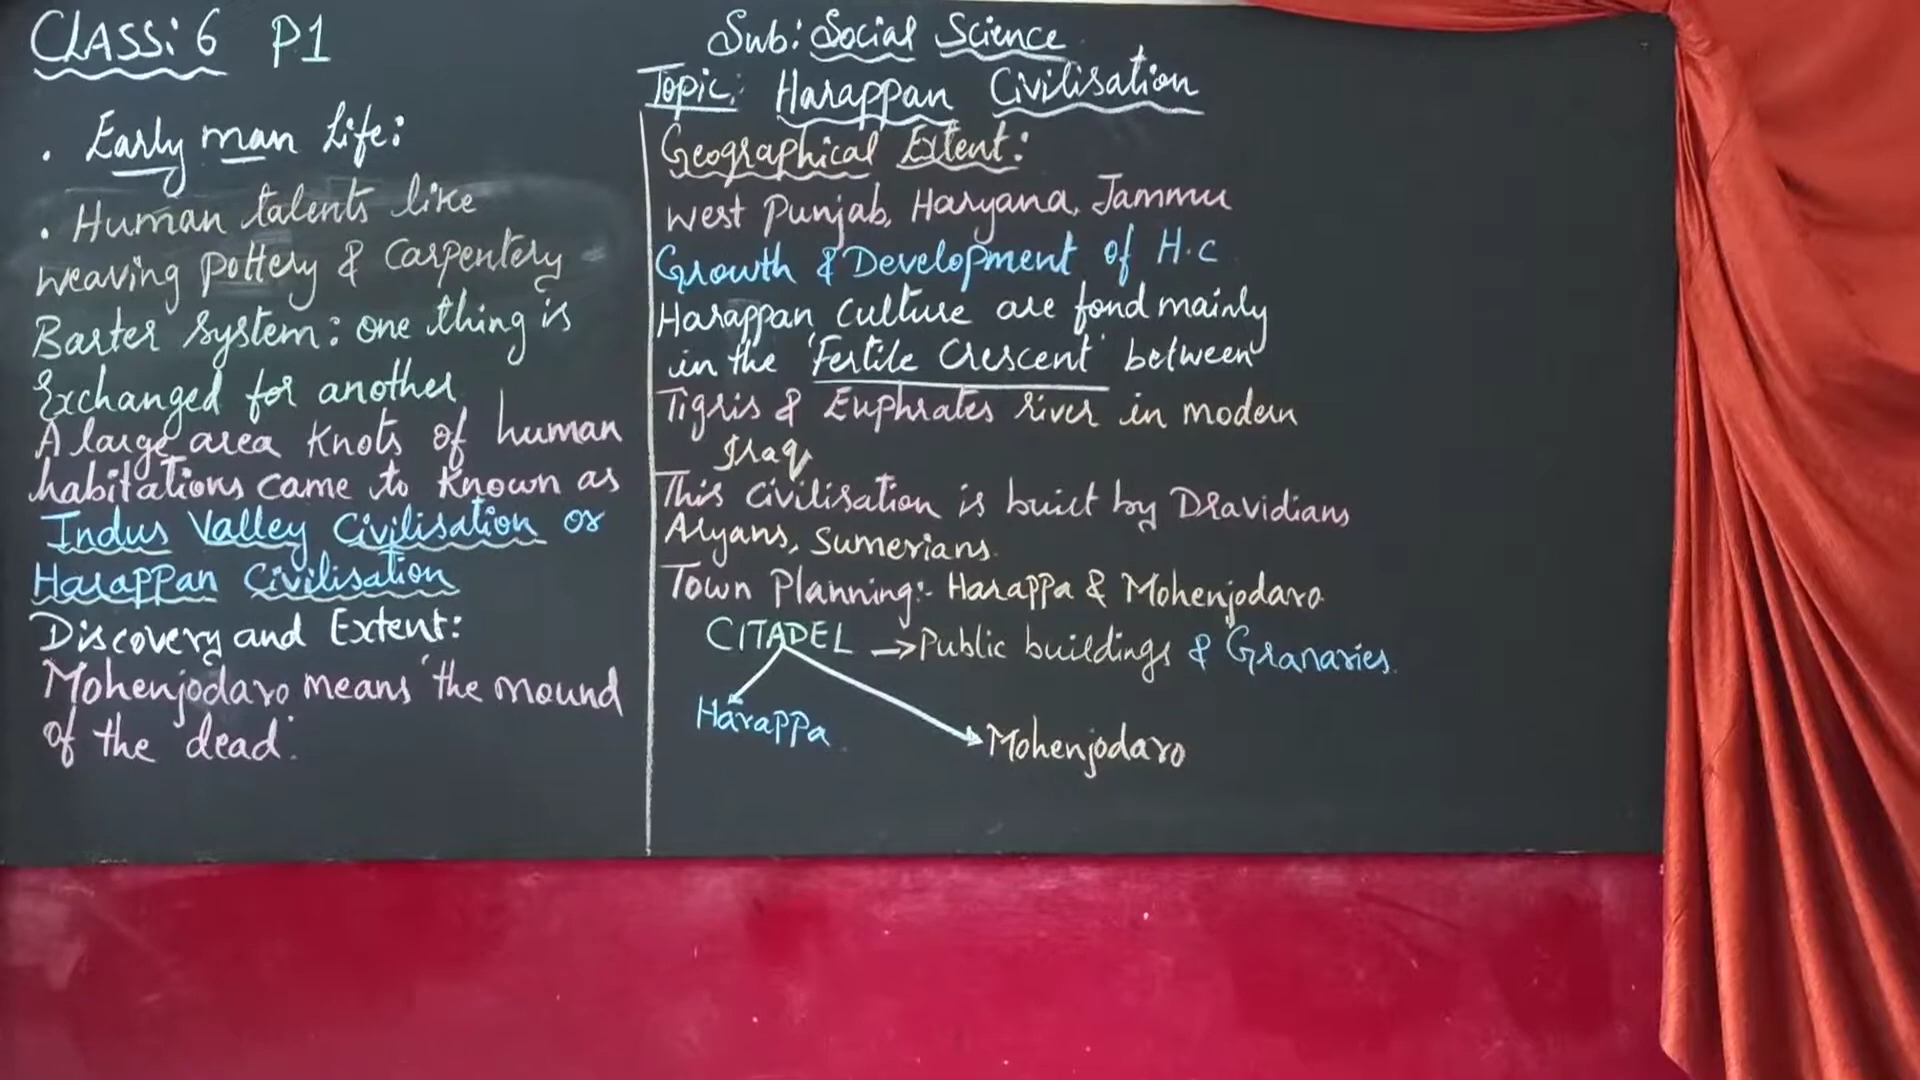 CLASS: 6 P1
. Early man Life:
. Human talents like
weaving pottery & Carpentery
Barter System: one thing is
Exchanged for another
A large area Knots of human
habitations came to Known as
Indus Valley Civilisation or
Harappan Civilisation
Discovery and Extent:
Mohenjodaro means 'the mound
of the dead'.
Sub: Social Science
Topic: Harappan Civilisation
Geographical Extent:
West Punjab, Haryana, Jammu
Growth & Development of H.C
Harappan Culture are fond mainly
in the 'Fertile Crescent' between
Tigris & Euphrates river in modern
Iraq
This civilisation is built by Dravidians
Aryans, Sumerians.
Town Planning:- Harappa & Mohenjodaro
CITADEL → Public buildings & Granaries.
Harappa
Mohenjodaro